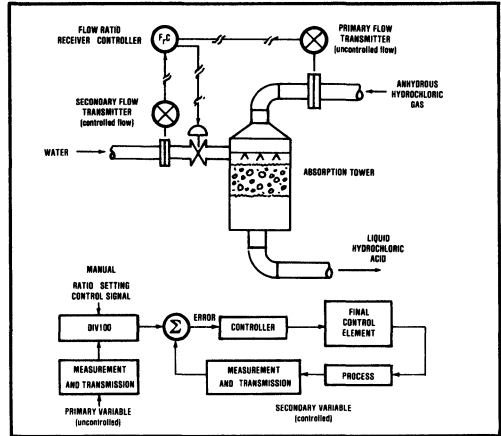 FLOW RATIO
RECEIVER CONTROLLER
FrC
PRIMARY FLOW
TRANSMITTER
(uncontrolled flow)
SECONDARY FLOW
TRANSMITTER
(controlled flow)
ANHYDROUS
HYDROCHLORIC
GAS
WATER
ABSORPTION TOWER
LIQUID
HYDROCHLORIC
ACID
MANUAL
RATIO SETTING
CONTROL SIGNAL
DIV100
Σ
ERROR
CONTROLLER
FINAL
CONTROL
ELEMENT
MEASUREMENT
AND TRANSMISSION
MEASUREMENT
AND TRANSMISSION
PROCESS
PRIMARY VARIABLE
(uncontrolled)
SECONDARY VARIABLE
(controlled)